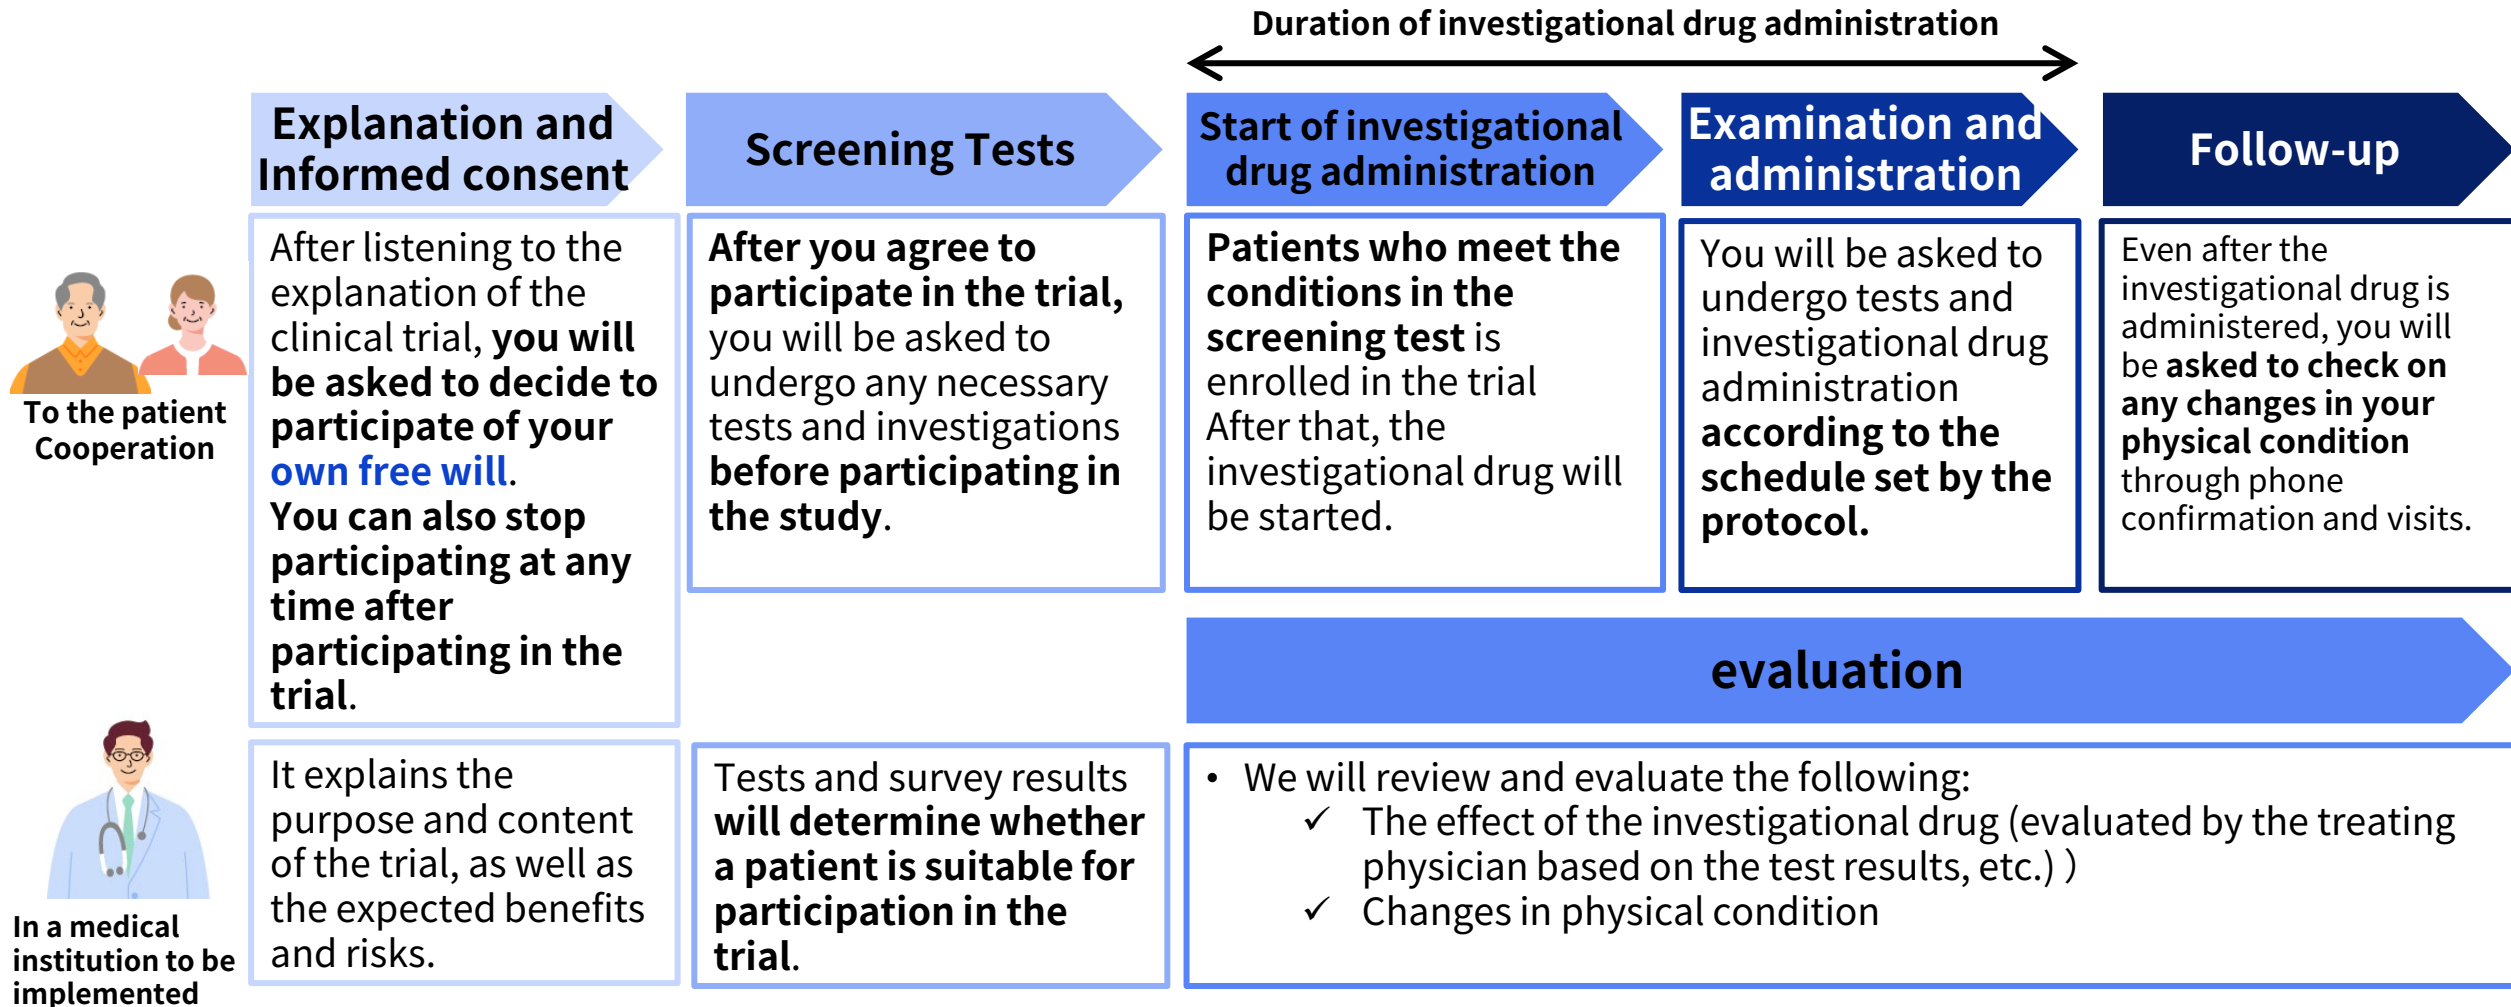 Duration of investigational drug administration
Explanation and
Informed consent
Screening Tests
Start of investigational
drug administration
Examination and
administration
Follow-up
To the patient
Cooperation
After listening to the
explanation of the
clinical trial, you will
be asked to decide to
participate of your
own free will.
You can also stop
participating at any
time after
participating in the
trial.
After you agree to
participate in the trial,
you will be asked to
undergo any necessary
tests and investigations
before participating in
the study.
Patients who meet the
conditions in the
screening test is
enrolled in the trial
After that, the
investigational drug will
be started.
You will be asked to
undergo tests and
investigational drug
administration
according to the
schedule set by the
protocol.
Even after the
investigational drug is
administered, you will
be asked to check on
any changes in your
physical condition
through phone
confirmation and visits.
evaluation
In a medical
institution to be
implemented
It explains the
purpose and content
of the trial, as well as
the expected benefits
and risks.
Tests and survey results
will determine whether
a patient is suitable for
participation in the
trial.
• We will review and evaluate the following:
✓ The effect of the investigational drug (evaluated by the treating
physician based on the test results, etc.) ）
✓ Changes in physical condition